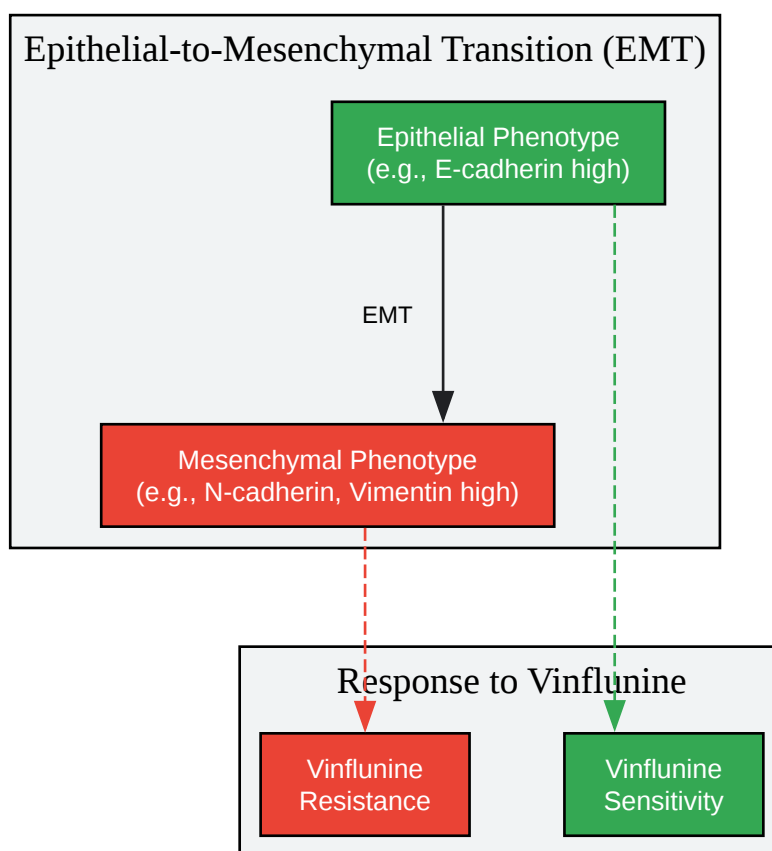 Epithelial-to-Mesenchymal Transition (EMT)
Epithelial Phenotype
(e.g., E-cadherin high)
EMT
Mesenchymal Phenotype
(e.g., N-cadherin, Vimentin high)
Response to Vinflunine
Vinflunine
Resistance
Vinflunine
Sensitivity